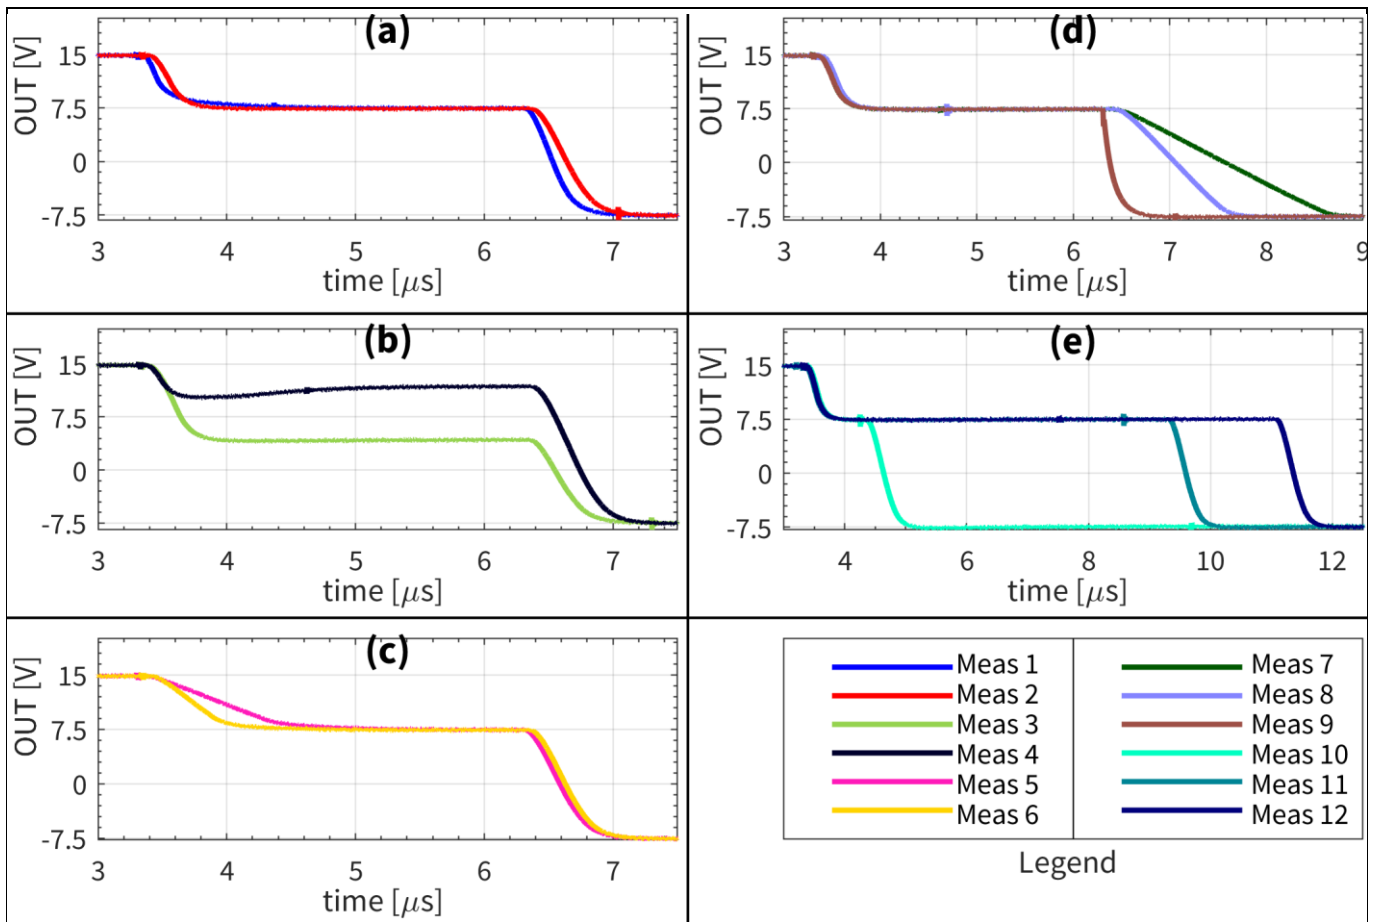 (a)
OUT [V]
15
7.5
0
-7.5
3 4 5 6 7
time [μs]
(d)
OUT [V]
15
7.5
0
-7.5
3 4 5 6 7 8 9
time [μs]
(b)
OUT [V]
15
7.5
0
-7.5
3 4 5 6 7
time [μs]
(e)
OUT [V]
15
7.5
0
-7.5
4 6 8 10 12
time [μs]
(c)
OUT [V]
15
7.5
0
-7.5
3 4 5 6 7
time [μs]
Meas 1
Meas 2
Meas 3
Meas 4
Meas 5
Meas 6
Meas 7
Meas 8
Meas 9
Meas 10
Meas 11
Meas 12
Legend